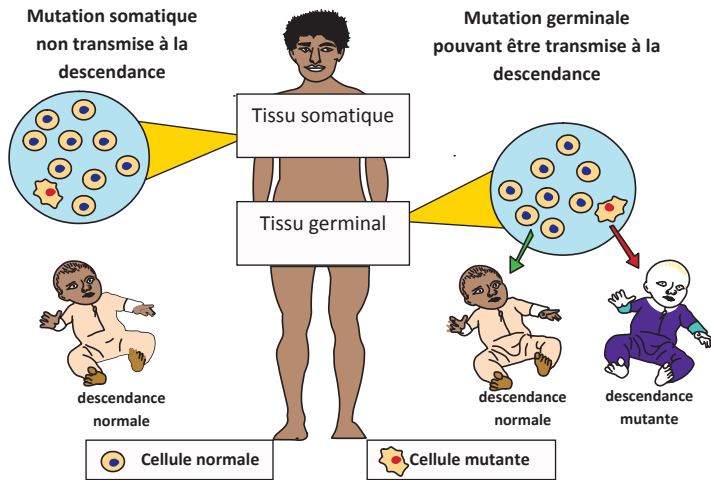 Mutation somatique
non transmise à la
descendance
Mutation germinale
pouvant être transmise à la
descendance
Tissu somatique
Tissu germinal
descendance
normale
descendance
normale
descendance
mutante
Cellule normale
Cellule mutante